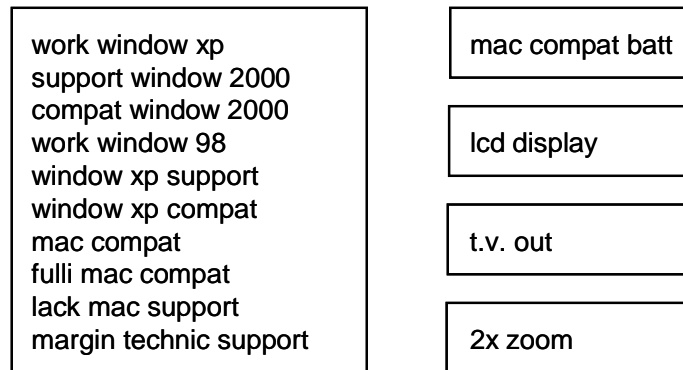 work window xp
support window 2000
compat window 2000
work window 98
window xp support
window xp compat
mac compat
fulli mac compat
lack mac support
margin technic support
mac compat batt
lcd display
t.v. out
2x zoom